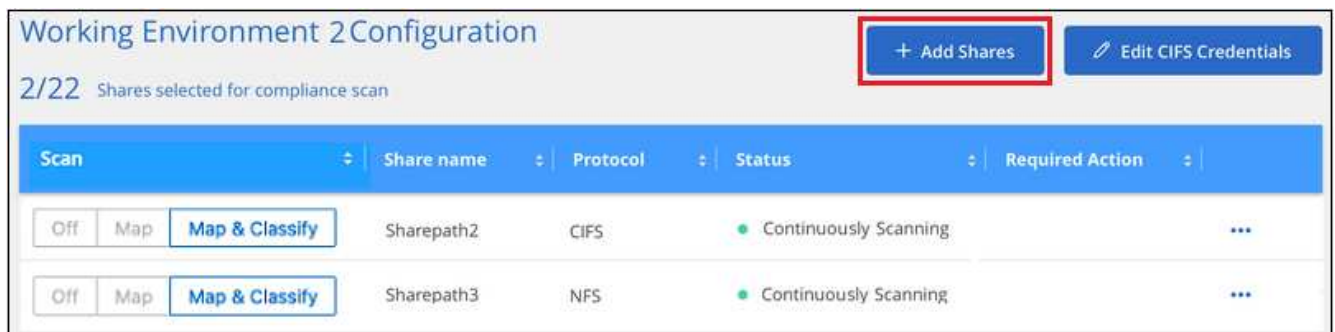 Working Environment 2 Configuration
+ Add Shares
Edit CIFS Credentials
2/22 Shares selected for compliance scan
Scan Share name Protocol Status Required Action
Off Map Map & Classify Sharepath2 CIFS Continuously Scanning ...
Off Map Map & Classify Sharepath3 NFS Continuously Scanning ...